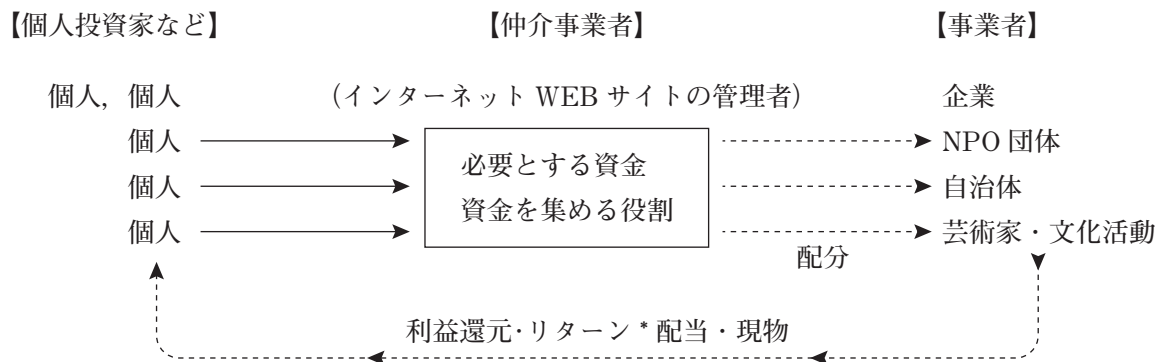 【個人投資家など】 【仲介事業者】 【事業者】
個人，個人 (インターネット WEB サイトの管理者) 企業
個人 NPO 団体
必要とする資金
個人 自治体
資金を集める役割
個人 芸術家・文化活動
配分
利益還元・リターン * 配当・現物